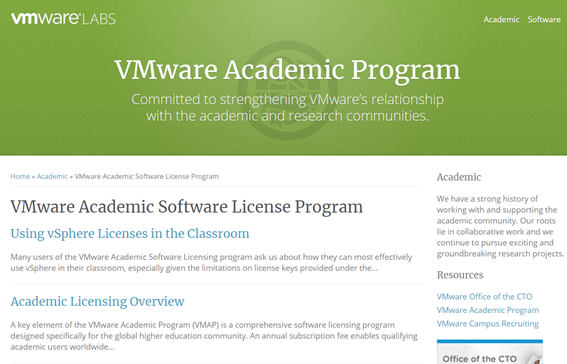 vmware® LABS
Academic Software
VMware Academic Program
Committed to strengthening VMware's relationship
with the academic and research communities.
Home » Academic » VMware Academic Software License Program
VMware Academic Software License Program
Using vSphere Licenses in the Classroom
Many users of the VMware Academic Software Licensing program ask us about how they can most effectively
use vSphere in their classroom, especially given the limitations on license keys provided under the...
Academic Licensing Overview
A key element of the VMware Academic Program (VMAP) is a comprehensive software licensing program
designed specifically for the global higher education community. An annual subscription fee enables qualifying
academic users worldwide...
Academic
We have a strong history of
working with and supporting the
academic community. Our roots
lie in collaborative work and we
continue to pursue exciting and
groundbreaking research projects.
Resources
VMware Office of the CTO
VMware Academic Program
VMware Campus Recruiting
Office of the CTO